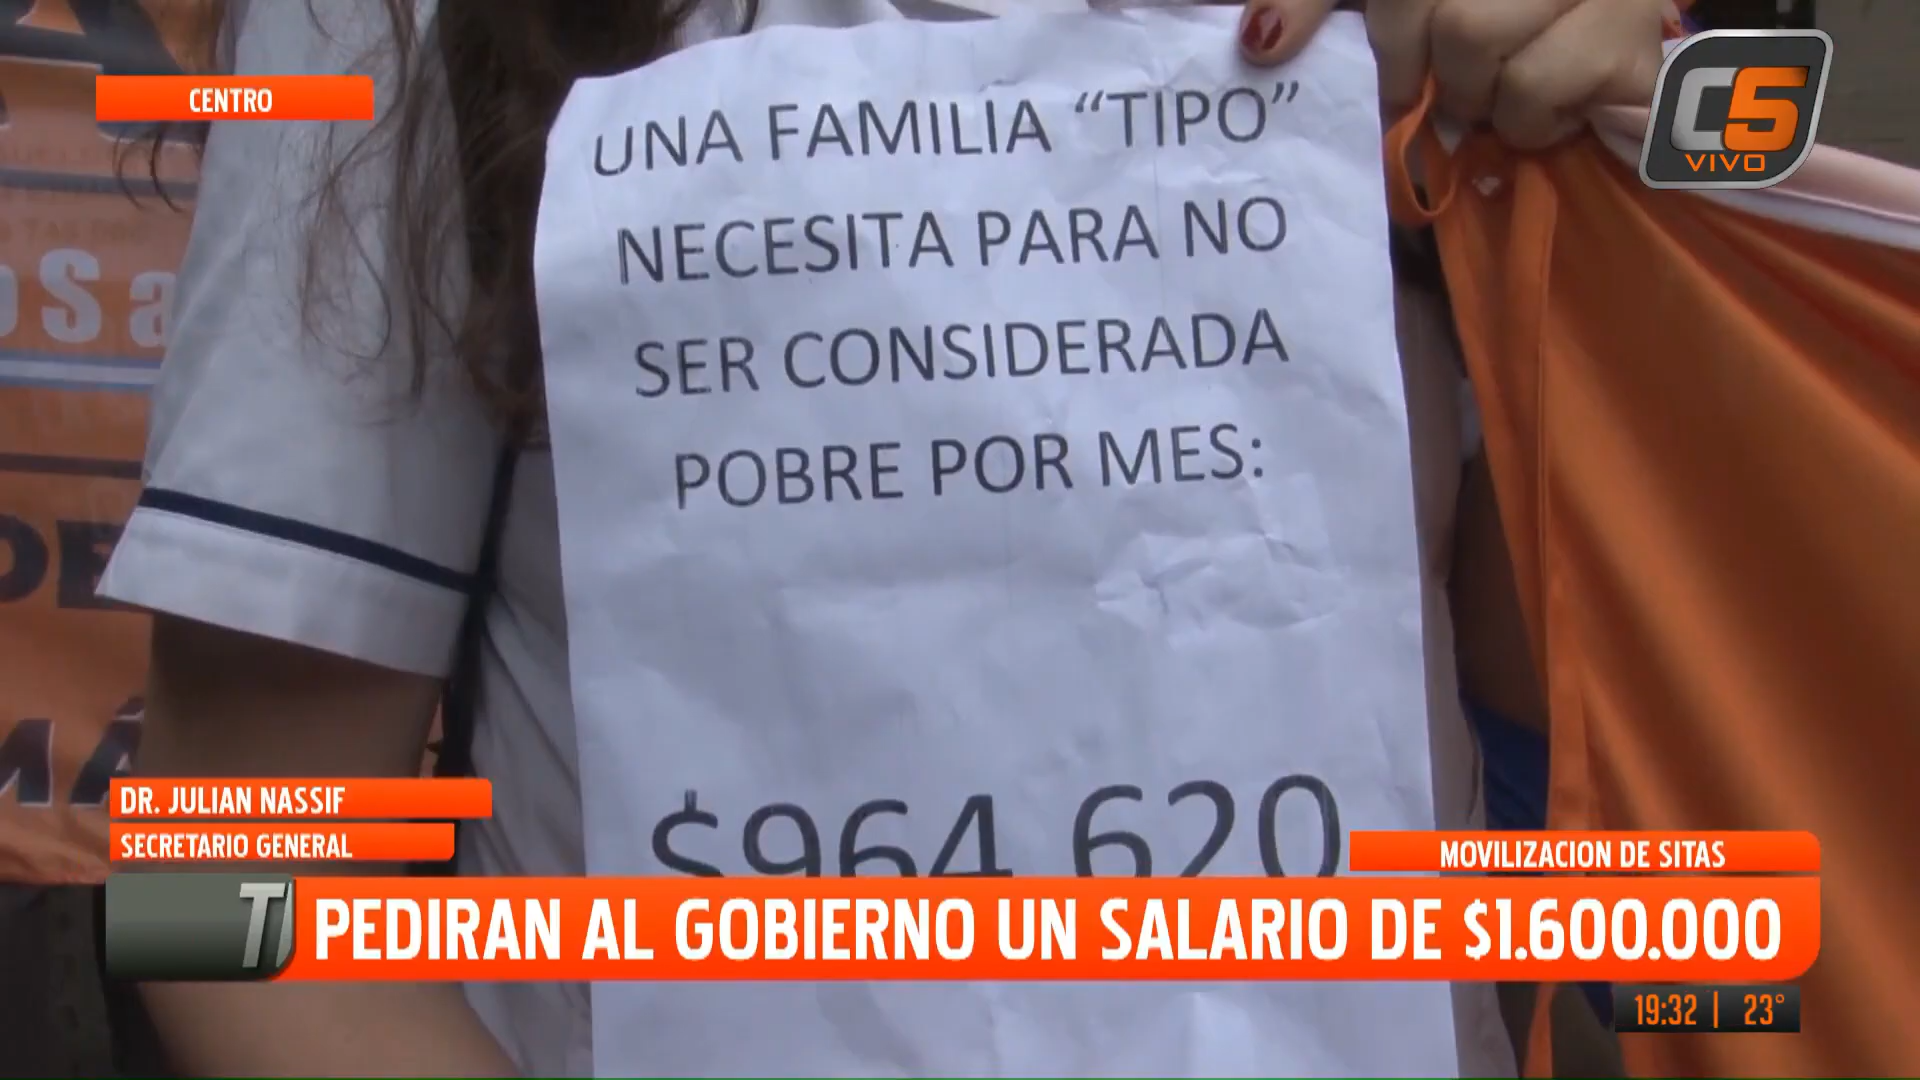 CENTRO
C5
VIVO
UNA FAMILIA “TIPO”
NECESITA PARA NO
SER CONSIDERADA
POBRE POR MES:
$964.620
DR. JULIAN NASSIF
SECRETARIO GENERAL
MOVILIZACION DE SITAS
PEDIRAN AL GOBIERNO UN SALARIO DE $1.600.000
19:32 | 23°